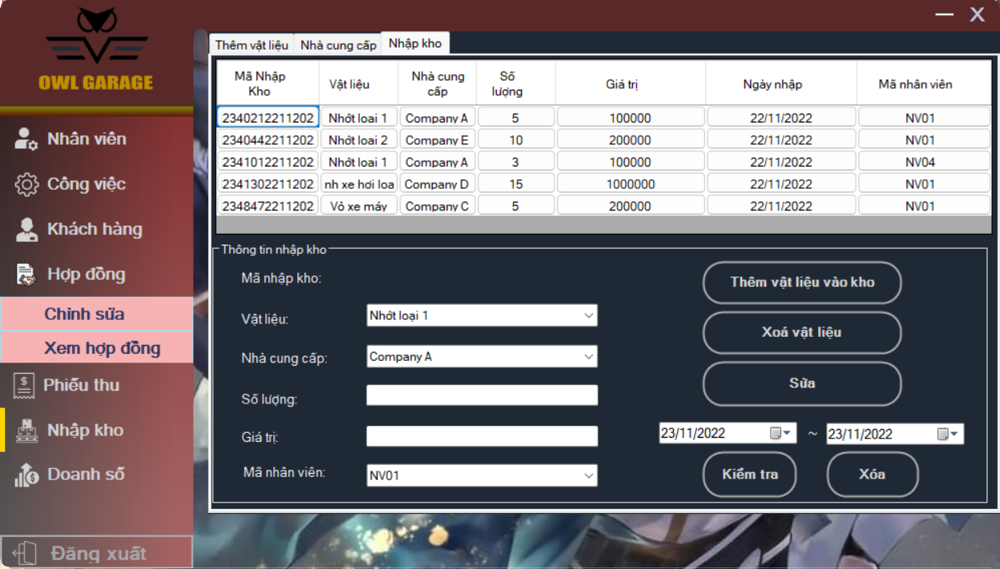 X
OWL GARAGE
Nhân viên
Công việc
Khách hàng
Hợp đồng
Chỉnh sửa
Xem hợp đồng
Phiếu thu
Nhập kho
Doanh số
Đăng xuất
Thêm vật liệu Nhà cung cấp Nhập kho
Mã Nhập Kho Vật liệu Nhà cung cấp Số lượng Giá trị Ngày nhập Mã nhân viên
2340212211202 Nhớt loại 1 Company A 5 100000 22/11/2022 NV01
2340442211202 Nhớt loại 2 Company E 10 200000 22/11/2022 NV01
2341012211202 Nhớt loại 1 Company A 3 100000 22/11/2022 NV04
2341302211202 nh xe hơi loa Company D 15 1000000 22/11/2022 NV01
2348472211202 Vỏ xe máy Company C 5 200000 22/11/2022 NV01
Thông tin nhập kho
Mã nhập kho:
Vật liệu: Nhớt loại 1
Nhà cung cấp: Company A
Số lượng:
Giá trị:
Mã nhân viên: NV01
Thêm vật liệu vào kho
Xoá vật liệu
Sửa
23/11/2022 ~ 23/11/2022
Kiểm tra Xóa